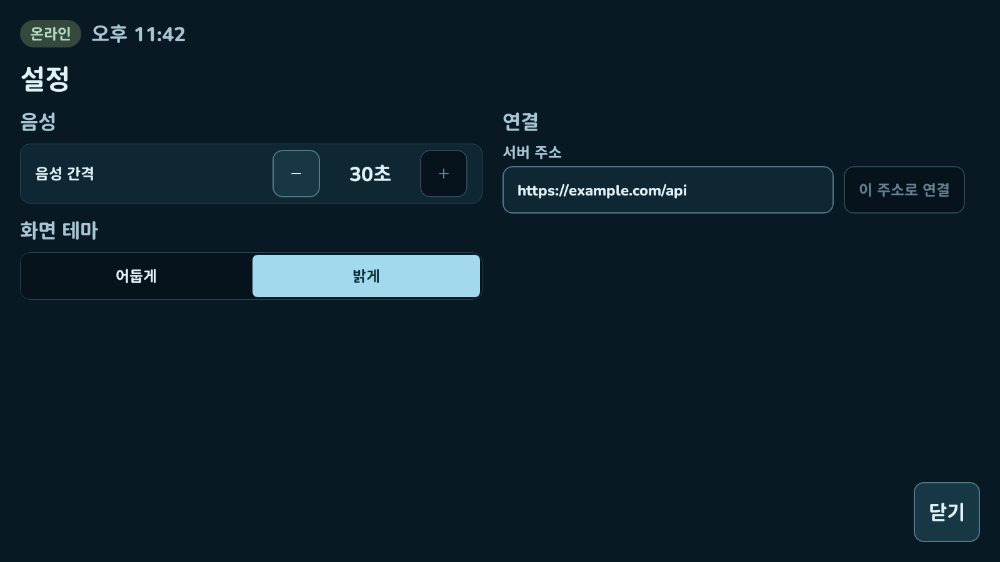 온라인 오후 11:42
설정
음성
음성 간격 − 30초 +
화면 테마
어둡게 밝게
연결
서버 주소
https://example.com/api 이 주소로 연결
닫기